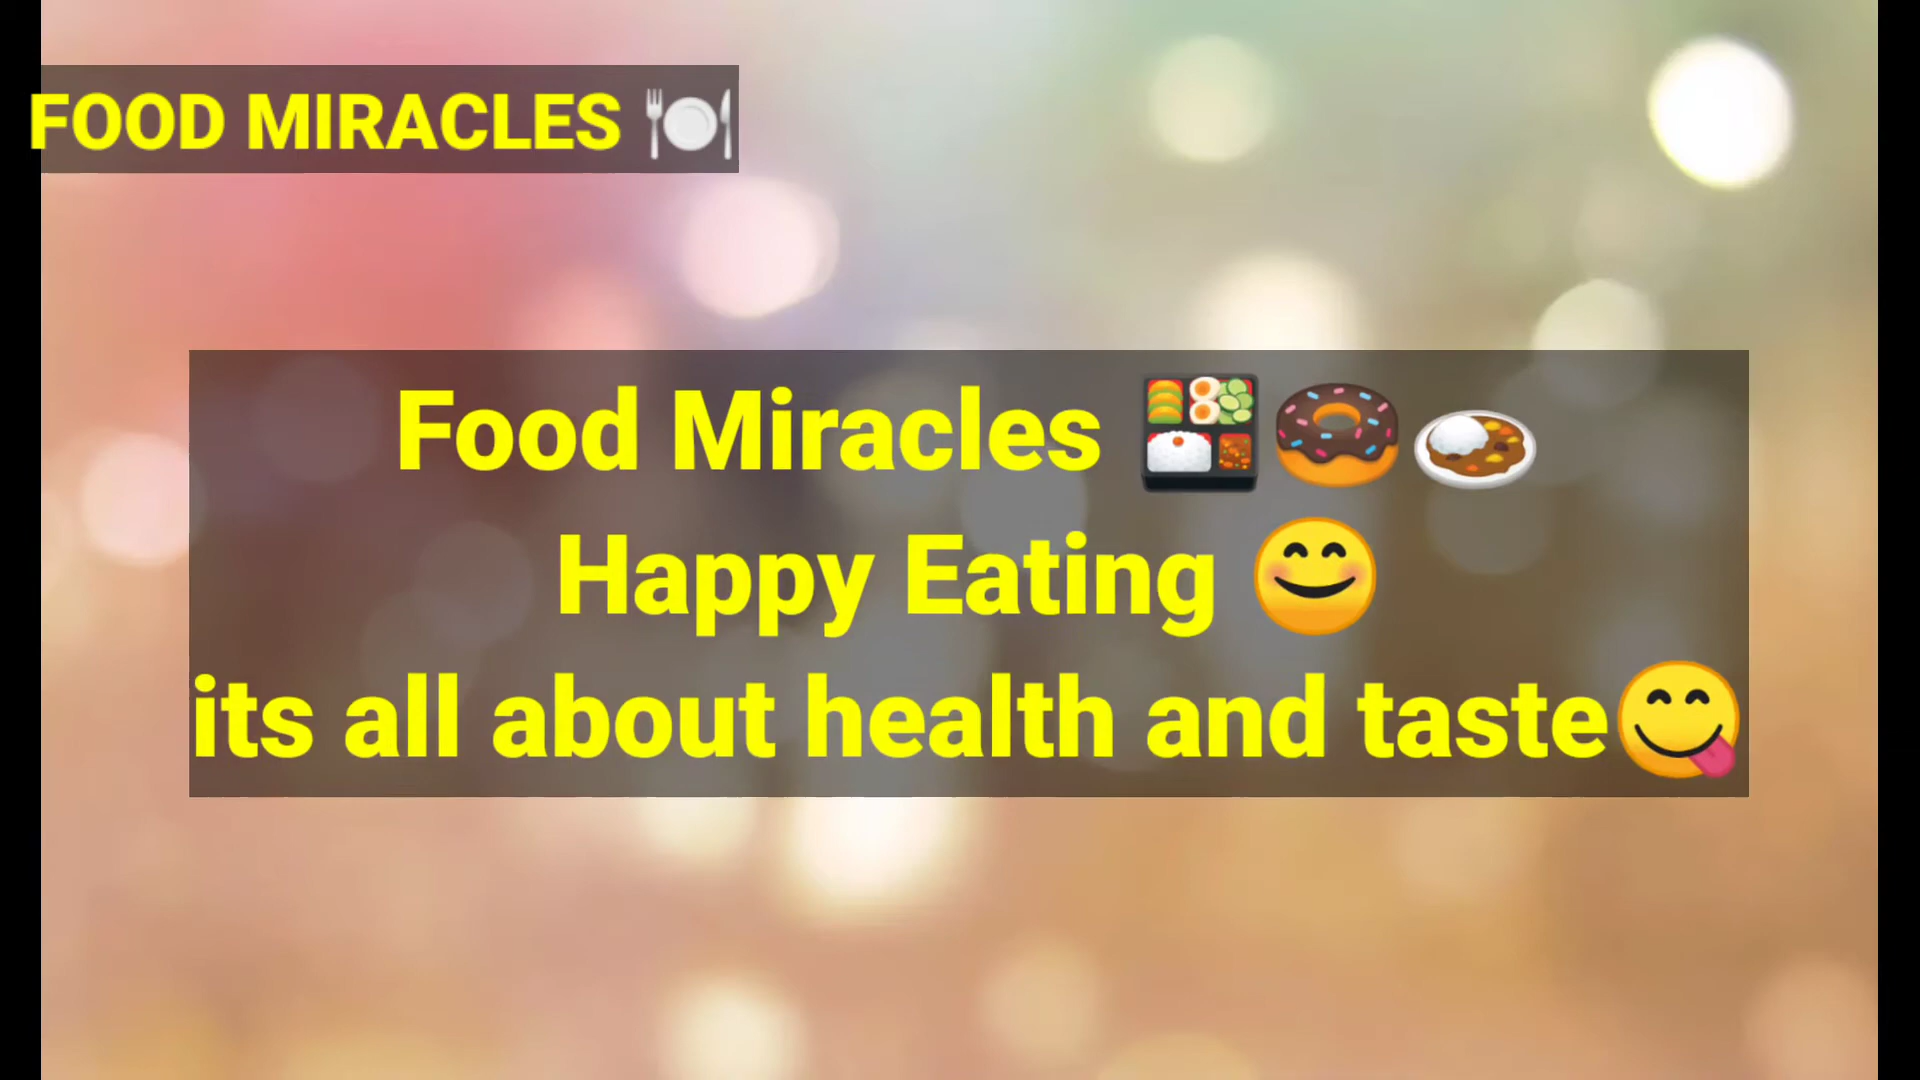 FOOD MIRACLES 🍽️
Food Miracles 🍱🍩🍛
Happy Eating 😊
its all about health and taste😋